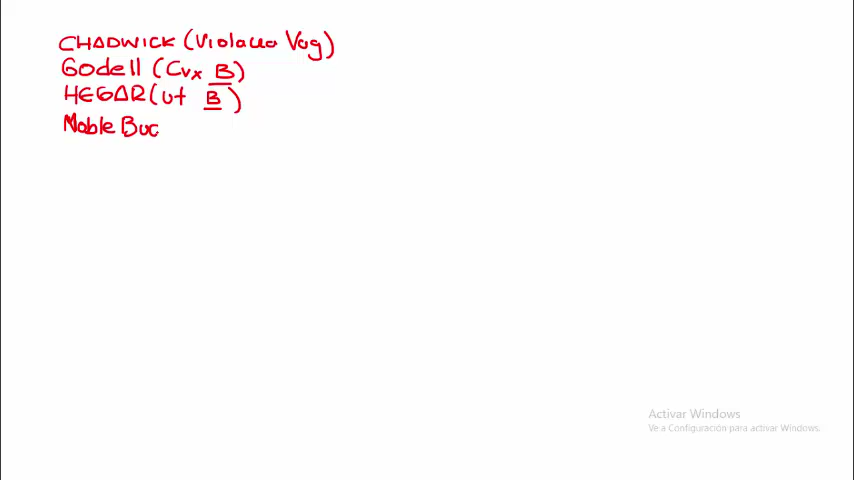 CHADWICK (Violaceo Vag)
Godell (Cvx B)
HEGAR (ut B)
Noble Buc
Activar Windows
Ve a Configuración para activar Windows.